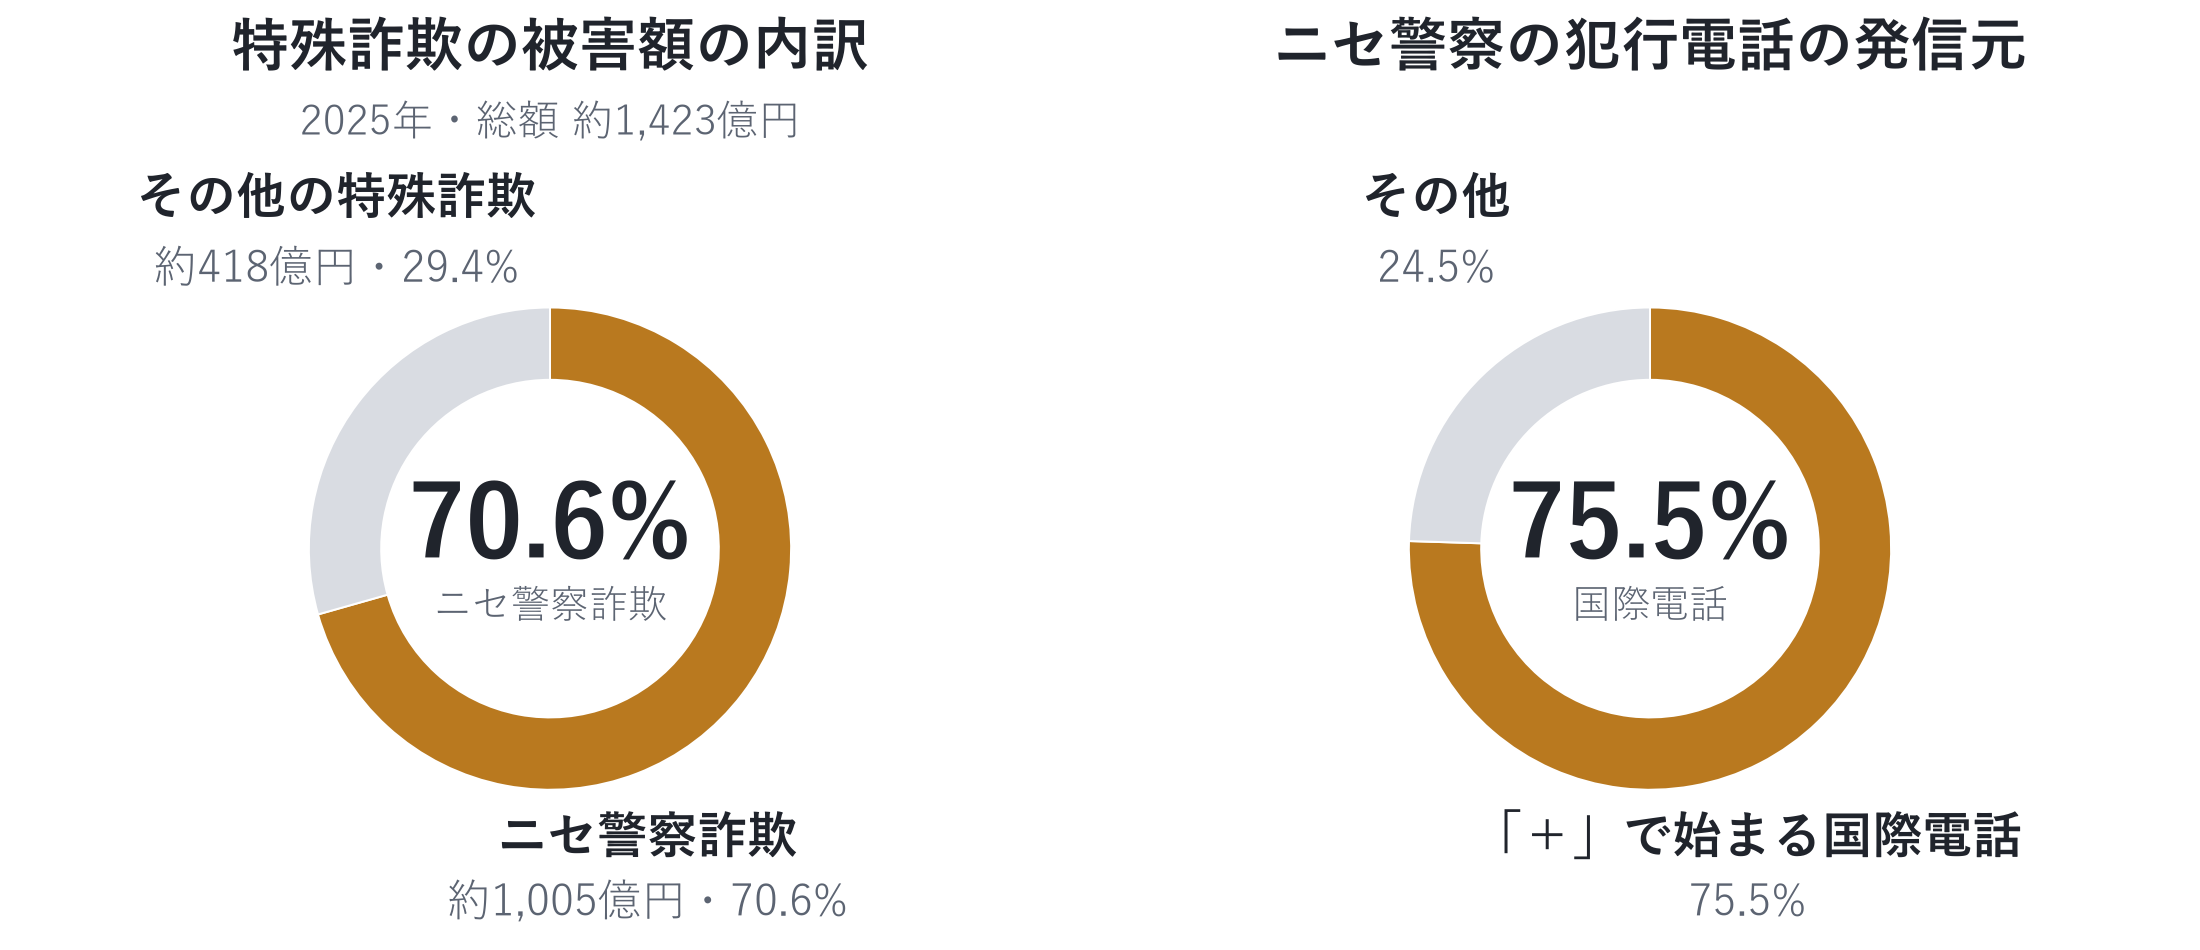 特殊詐欺の被害額の内訳
2025年・総額 約1,423億円
その他の特殊詐欺
約418億円・29.4%
70.6%
ニセ警察詐欺
ニセ警察詐欺
約1,005億円・70.6%
ニセ警察の犯行電話の発信元
その他
24.5%
75.5%
国際電話
「+」で始まる国際電話
75.5%